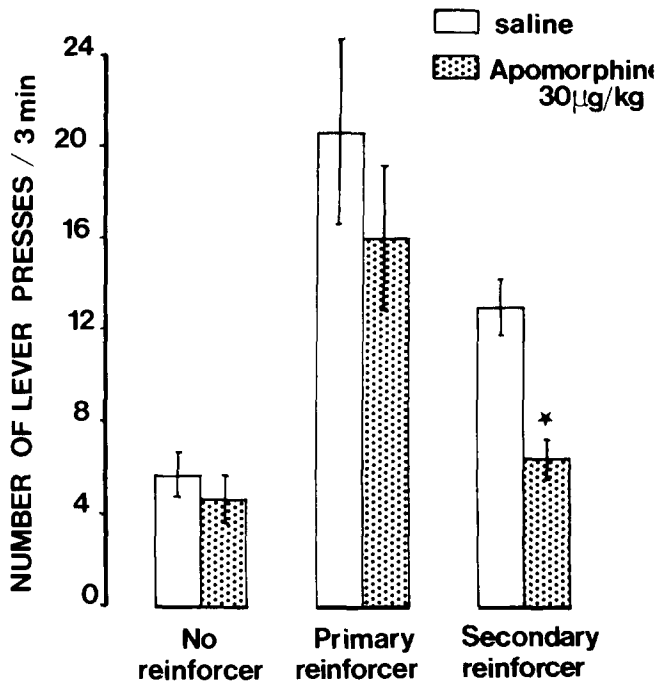 saline
Apomorphine
30µg/kg
NUMBER OF LEVER PRESSES / 3 min
24
20
16
12
8
4
0
*
No
reinforcer
Primary
reinforcer
Secondary
reinforcer